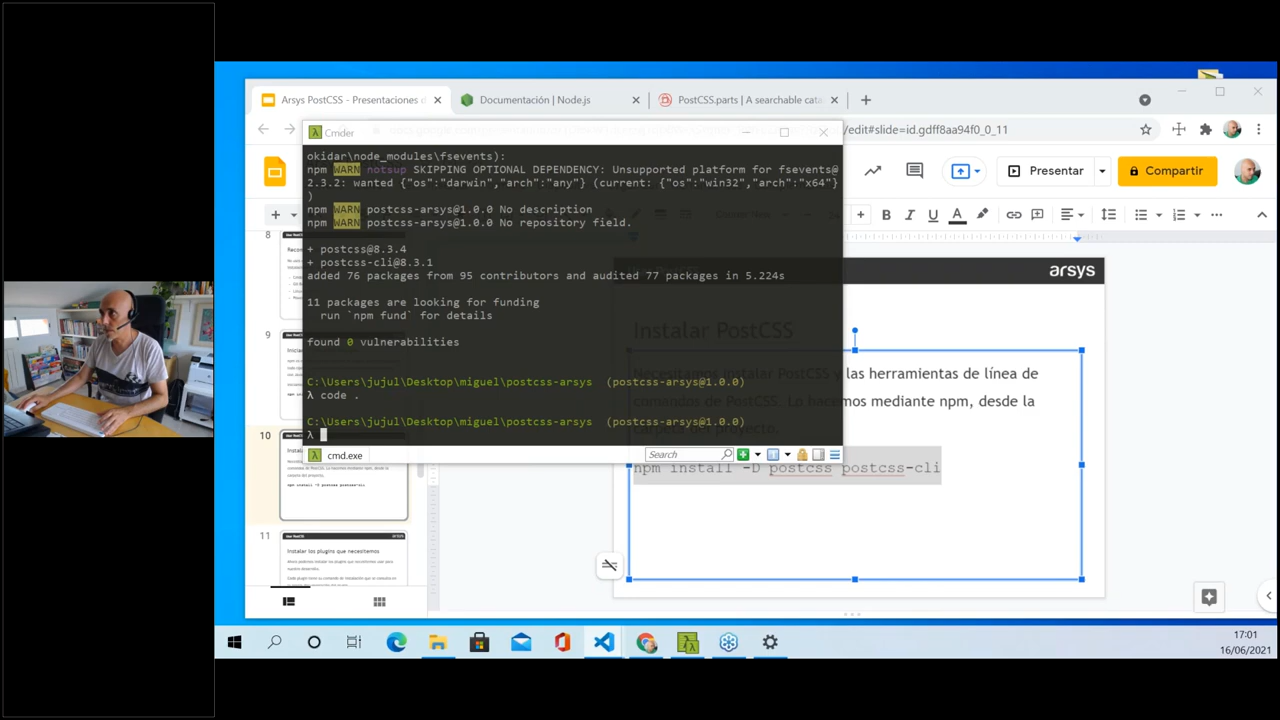 Arsys PostCSS - Presentaciones d
Documentación | Node.js
PostCSS.parts | A searchable cata
/edit#slide=id.gdff8aa94f0_0_11
Cmder
Presentar
Compartir
okidar\node_modules\fsevents):
npm WARN notsup SKIPPING OPTIONAL DEPENDENCY: Unsupported platform for fsevents@
2.3.2: wanted {"os":"darwin","arch":"any"} (current: {"os":"win32","arch":"x64"}
)
npm WARN postcss-arsys@1.0.0 No description
npm WARN postcss-arsys@1.0.0 No repository field.
+ postcss@8.3.4
+ postcss-cli@8.3.1
added 76 packages from 95 contributors and audited 77 packages in 5.224s
11 packages are looking for funding
run `npm fund` for details
found 0 vulnerabilities
C:\Users\jujul\Desktop\miguel\postcss-arsys (postcss-arsys@1.0.0)
λ code .
C:\Users\jujul\Desktop\miguel\postcss-arsys (postcss-arsys@1.0.0)
λ
cmd.exe
Search
8
9
10
11
Instalar los plugins que necesitemos
arsys
Instalar PostCSS
Necesitamos instalar PostCSS y las herramientas de línea de
comandos de PostCSS. Lo hacemos mediante npm, desde la
npm install -D postcss postcss-cli
17:01
16/06/2021